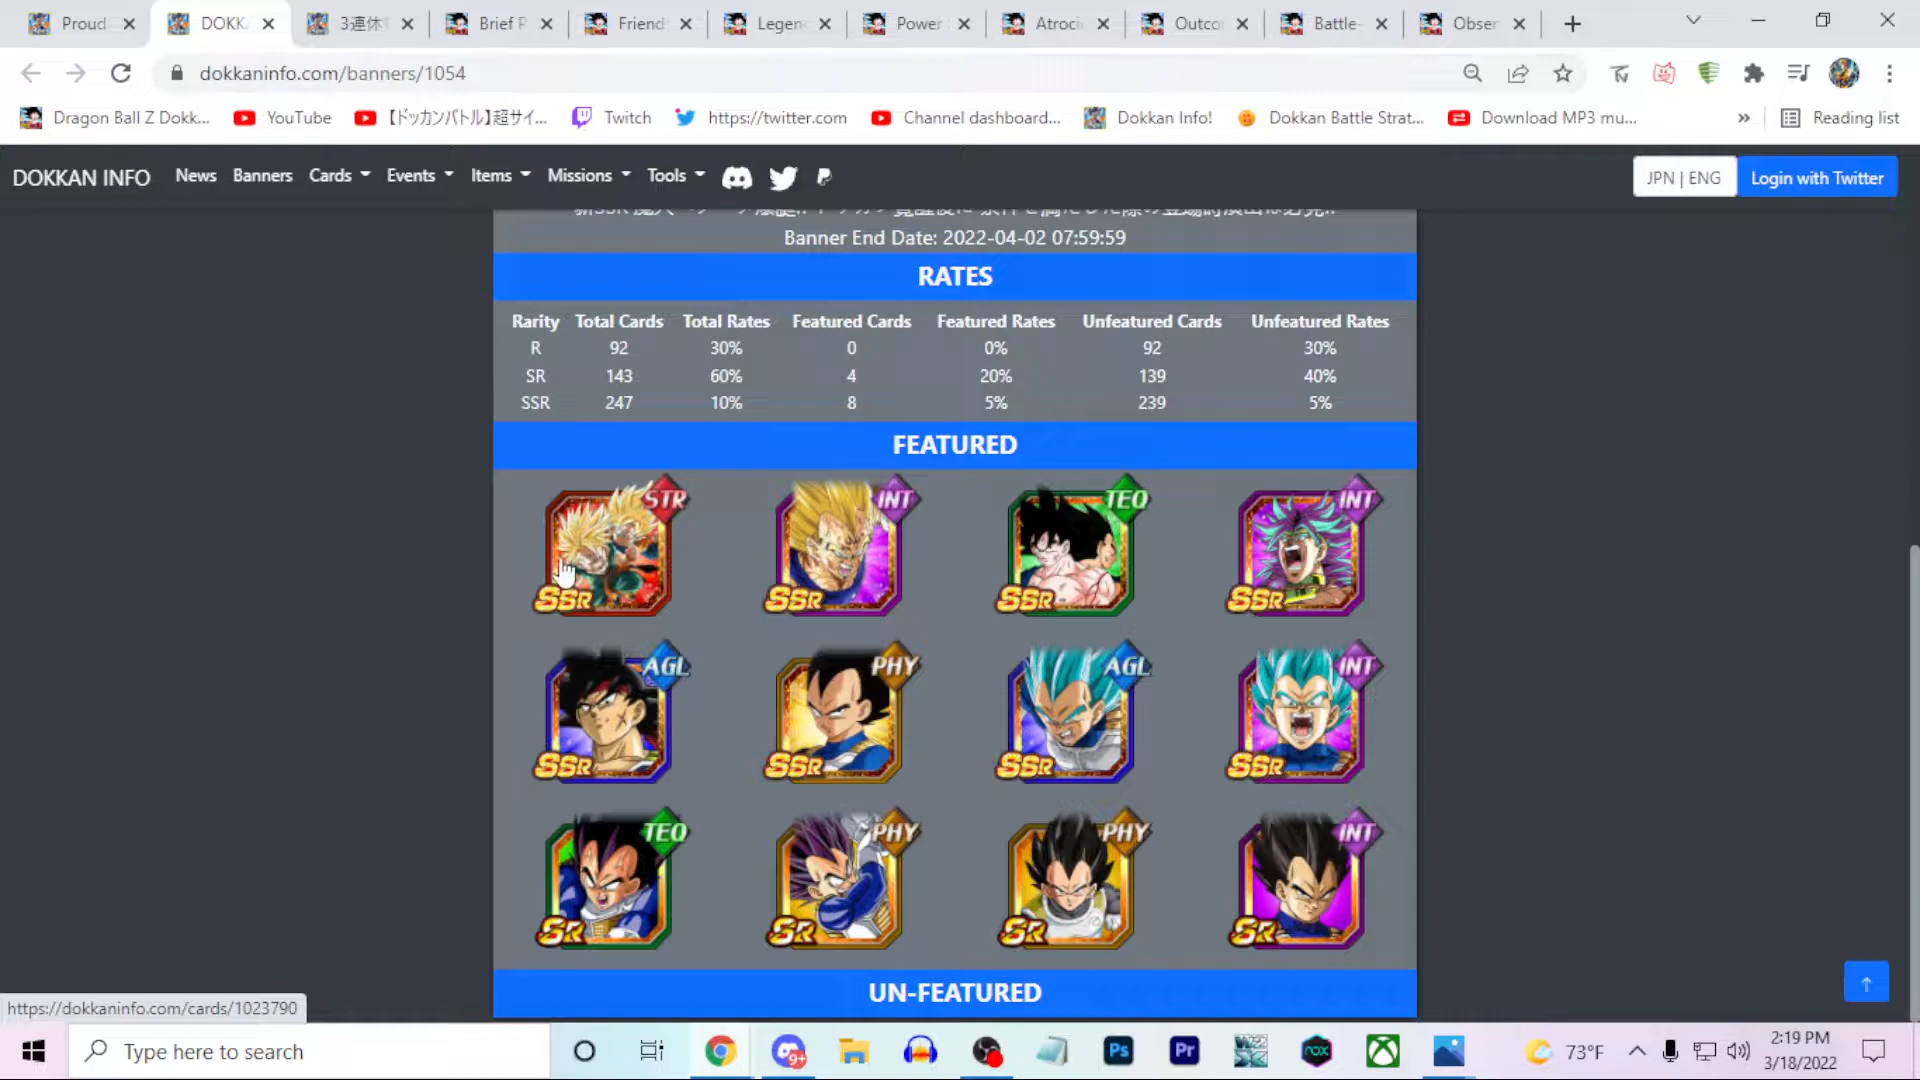 Proud
DOKK
3連休
Brief P
Friend
Legen
Power
Atroci
Outco
Battle-
Obser
dokkaninfo.com/banners/1054
Dragon Ball Z Dokk...
YouTube
【ドッカンバトル】超サイ...
Twitch
https://twitter.com
Channel dashboard...
Dokkan Info!
Dokkan Battle Strat...
Download MP3 mu...
»
Reading list
DOKKAN INFO
News
Banners
Cards
Events
Items
Missions
Tools
JPN | ENG
Login with Twitter
Banner End Date: 2022-04-02 07:59:59
RATES
Rarity Total Cards Total Rates Featured Cards Featured Rates Unfeatured Cards Unfeatured Rates
R 92 30% 0 0% 92 30%
SR 143 60% 4 20% 139 40%
SSR 247 10% 8 5% 239 5%
FEATURED
STR INT TEQ INT
SSR SSR SSR SSR
AGL PHY AGL INT
SSR SSR SSR SSR
TEQ PHY PHY INT
SR SR SR SR
UN-FEATURED
https://dokkaninfo.com/cards/1023790
Type here to search
9+
Ps
Pr
nox
73°F
2:19 PM
3/18/2022